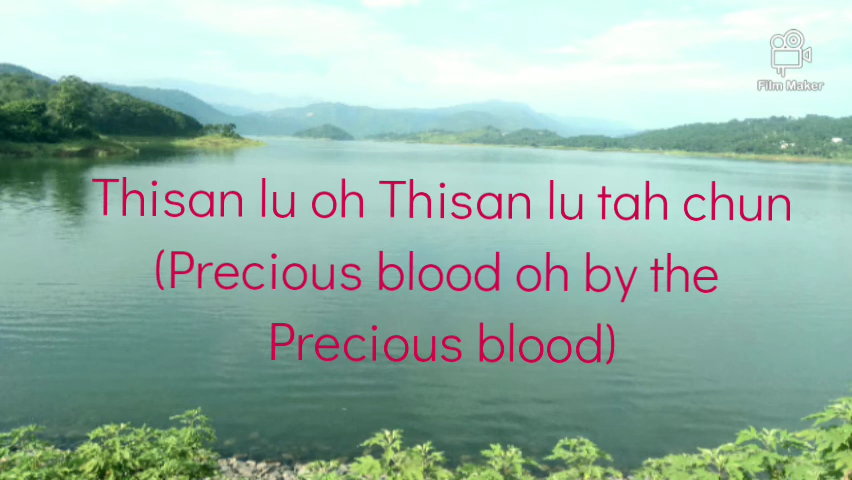 Film Maker
Thisan lu oh Thisan lu tah chun
(Precious blood oh by the
Precious blood)